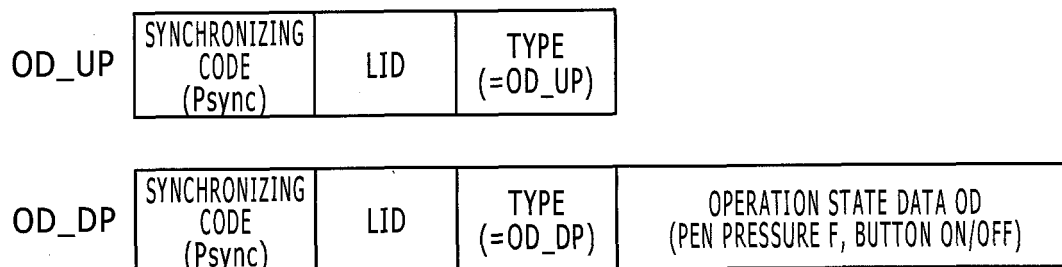 OD_UP
SYNCHRONIZING
CODE
(Psync)
LID
TYPE
(=OD_UP)
OD_DP
SYNCHRONIZING
CODE
(Psync)
LID
TYPE
(=OD_DP)
OPERATION STATE DATA OD
(PEN PRESSURE F, BUTTON ON/OFF)